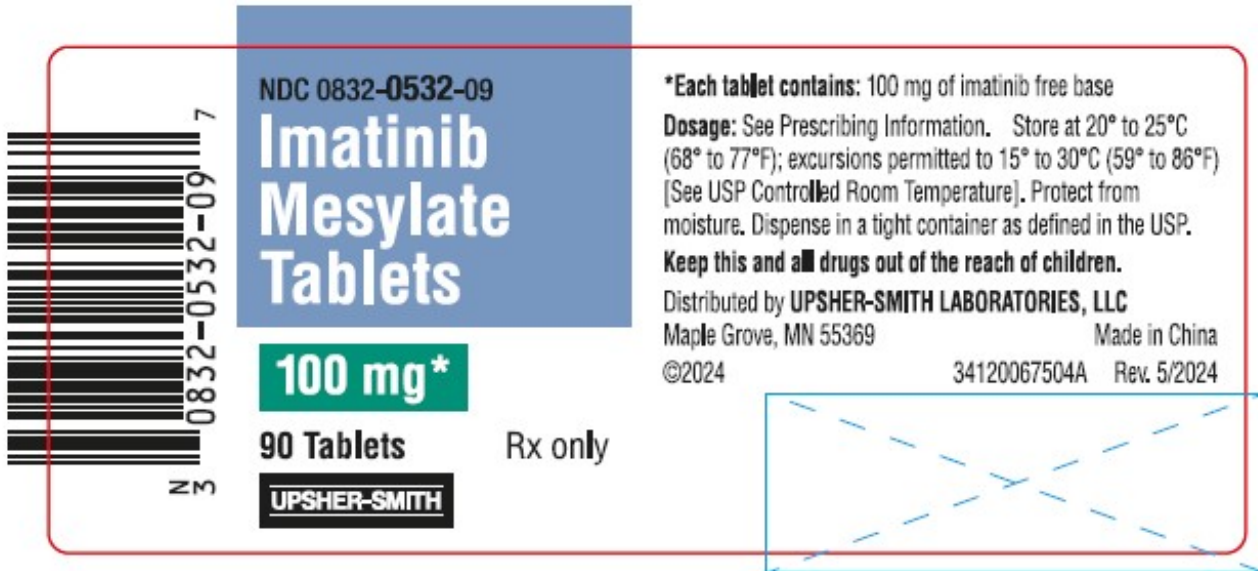 NDC 0832-0532-09
Imatinib
Mesylate
Tablets
100 mg*
90 Tablets Rx only
UPSHER-SMITH
N 3 0832-0532-09 7
*Each tablet contains: 100 mg of imatinib free base
Dosage: See Prescribing Information. Store at 20° to 25°C
(68° to 77°F); excursions permitted to 15° to 30°C (59° to 86°F)
[See USP Controlled Room Temperature]. Protect from
moisture. Dispense in a tight container as defined in the USP.
Keep this and all drugs out of the reach of children.
Distributed by UPSHER-SMITH LABORATORIES, LLC
Maple Grove, MN 55369 Made in China
©2024 34120067504A Rev. 5/2024